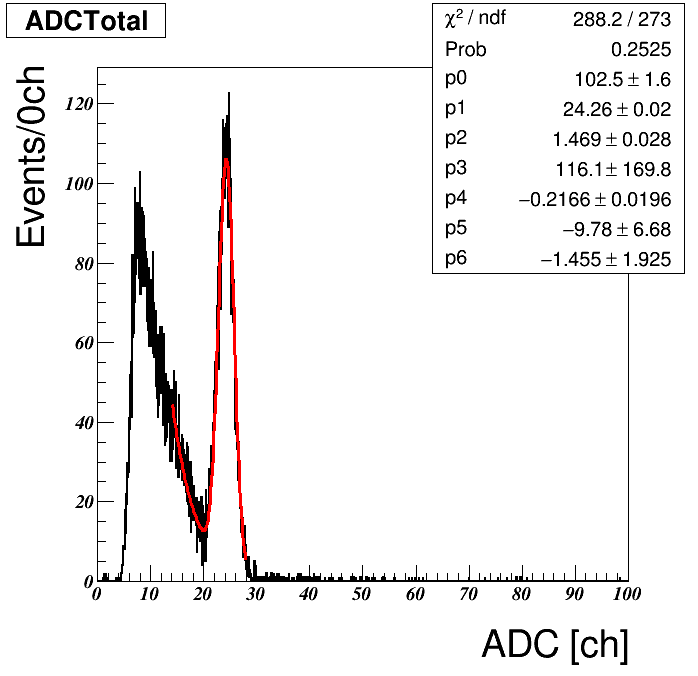 ADCTotal
χ² / ndf 288.2 / 273
Prob 0.2525
p0 102.5 ± 1.6
p1 24.26 ± 0.02
p2 1.469 ± 0.028
p3 116.1 ± 169.8
p4 −0.2166 ± 0.0196
p5 −9.78 ± 6.68
p6 −1.455 ± 1.925
Events/0ch
120
100
80
60
40
20
0
0 10 20 30 40 50 60 70 80 90 100
ADC [ch]